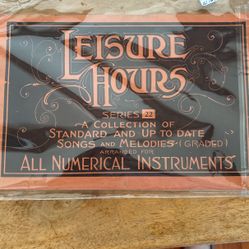 LEISURE
HOURS
SERIES 22
A COLLECTION OF
STANDARD AND UP TO DATE
SONGS AND MELODIES-(GRADED)
ARRANGED FOR
ALL NUMERICAL INSTRUMENTS